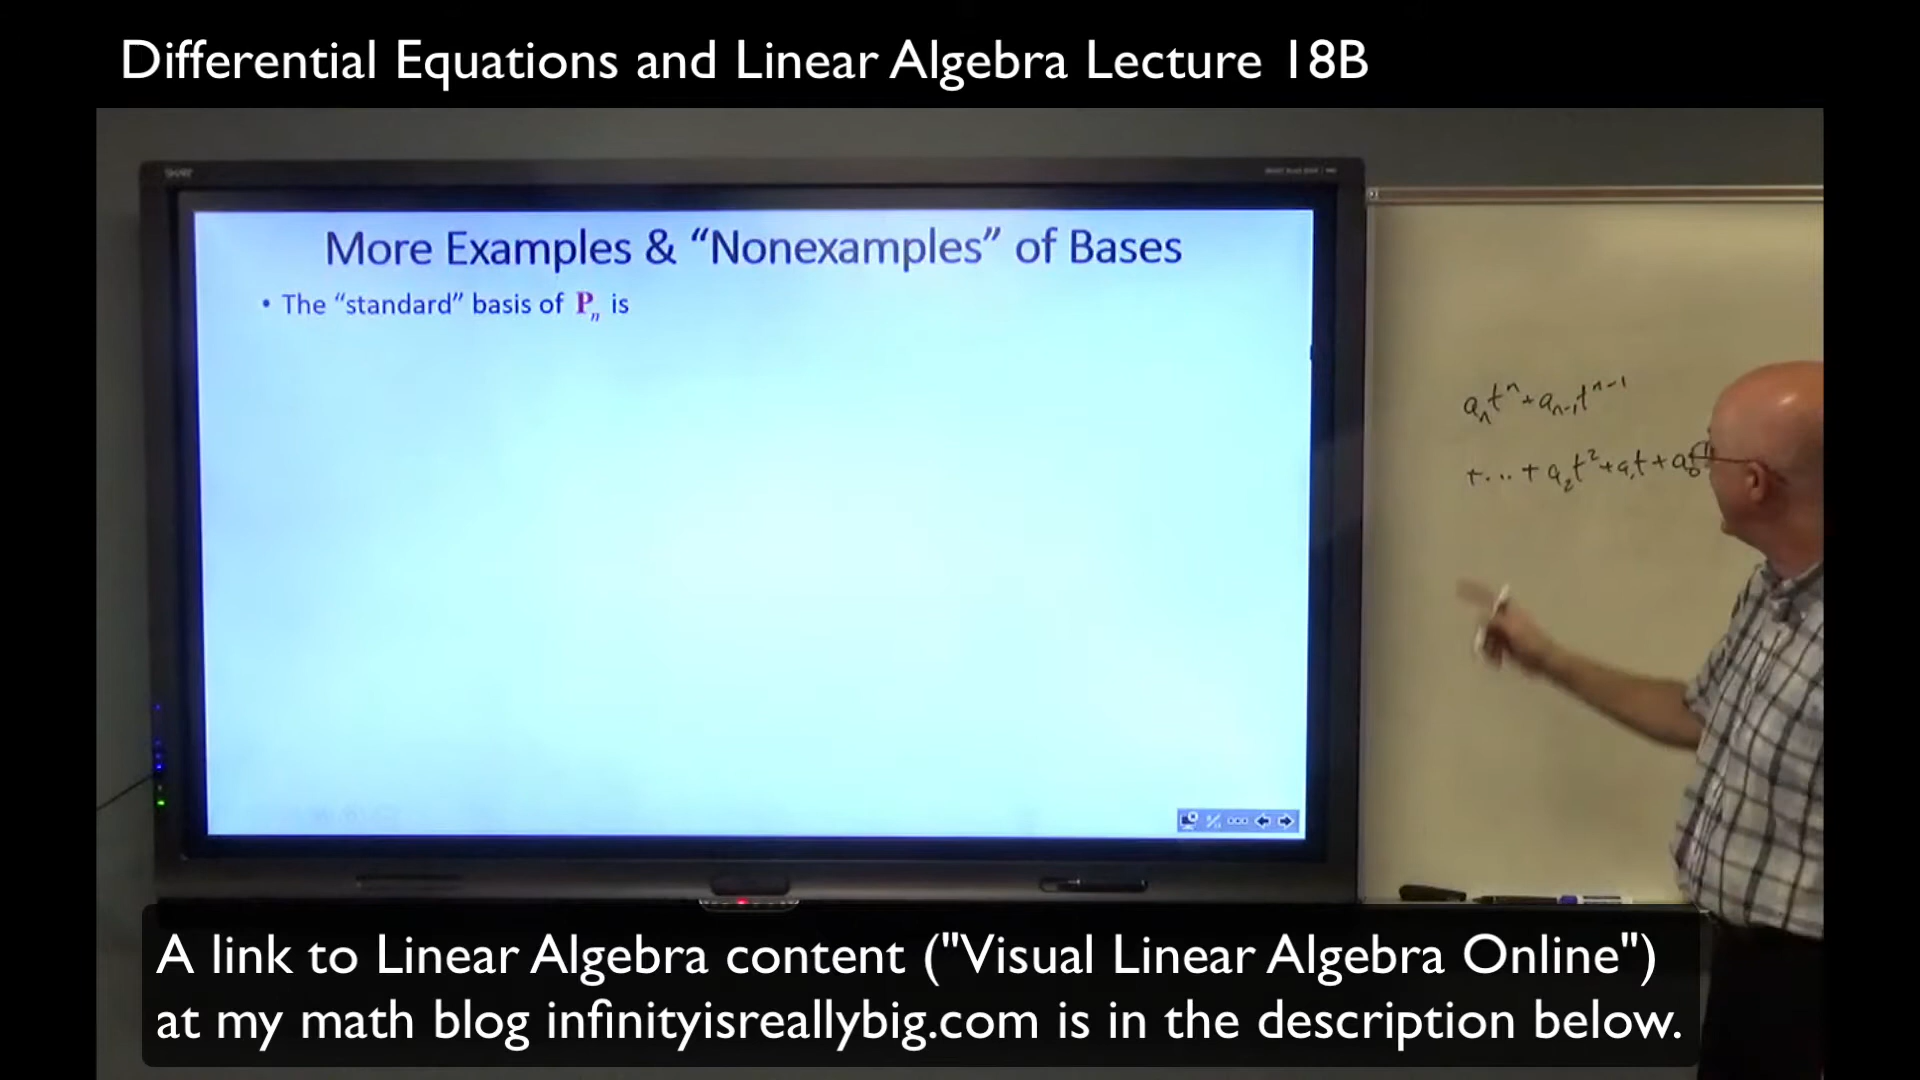 Differential Equations and Linear Algebra Lecture 18B
SMART
More Examples & “Nonexamples” of Bases
• The “standard” basis of Pₙ is
aₙtⁿ + aₙ₋₁tⁿ⁻¹
+ ... + a₂t² + a₁t + a₀
A link to Linear Algebra content ("Visual Linear Algebra Online")
at my math blog infinityisreallybig.com is in the description below.